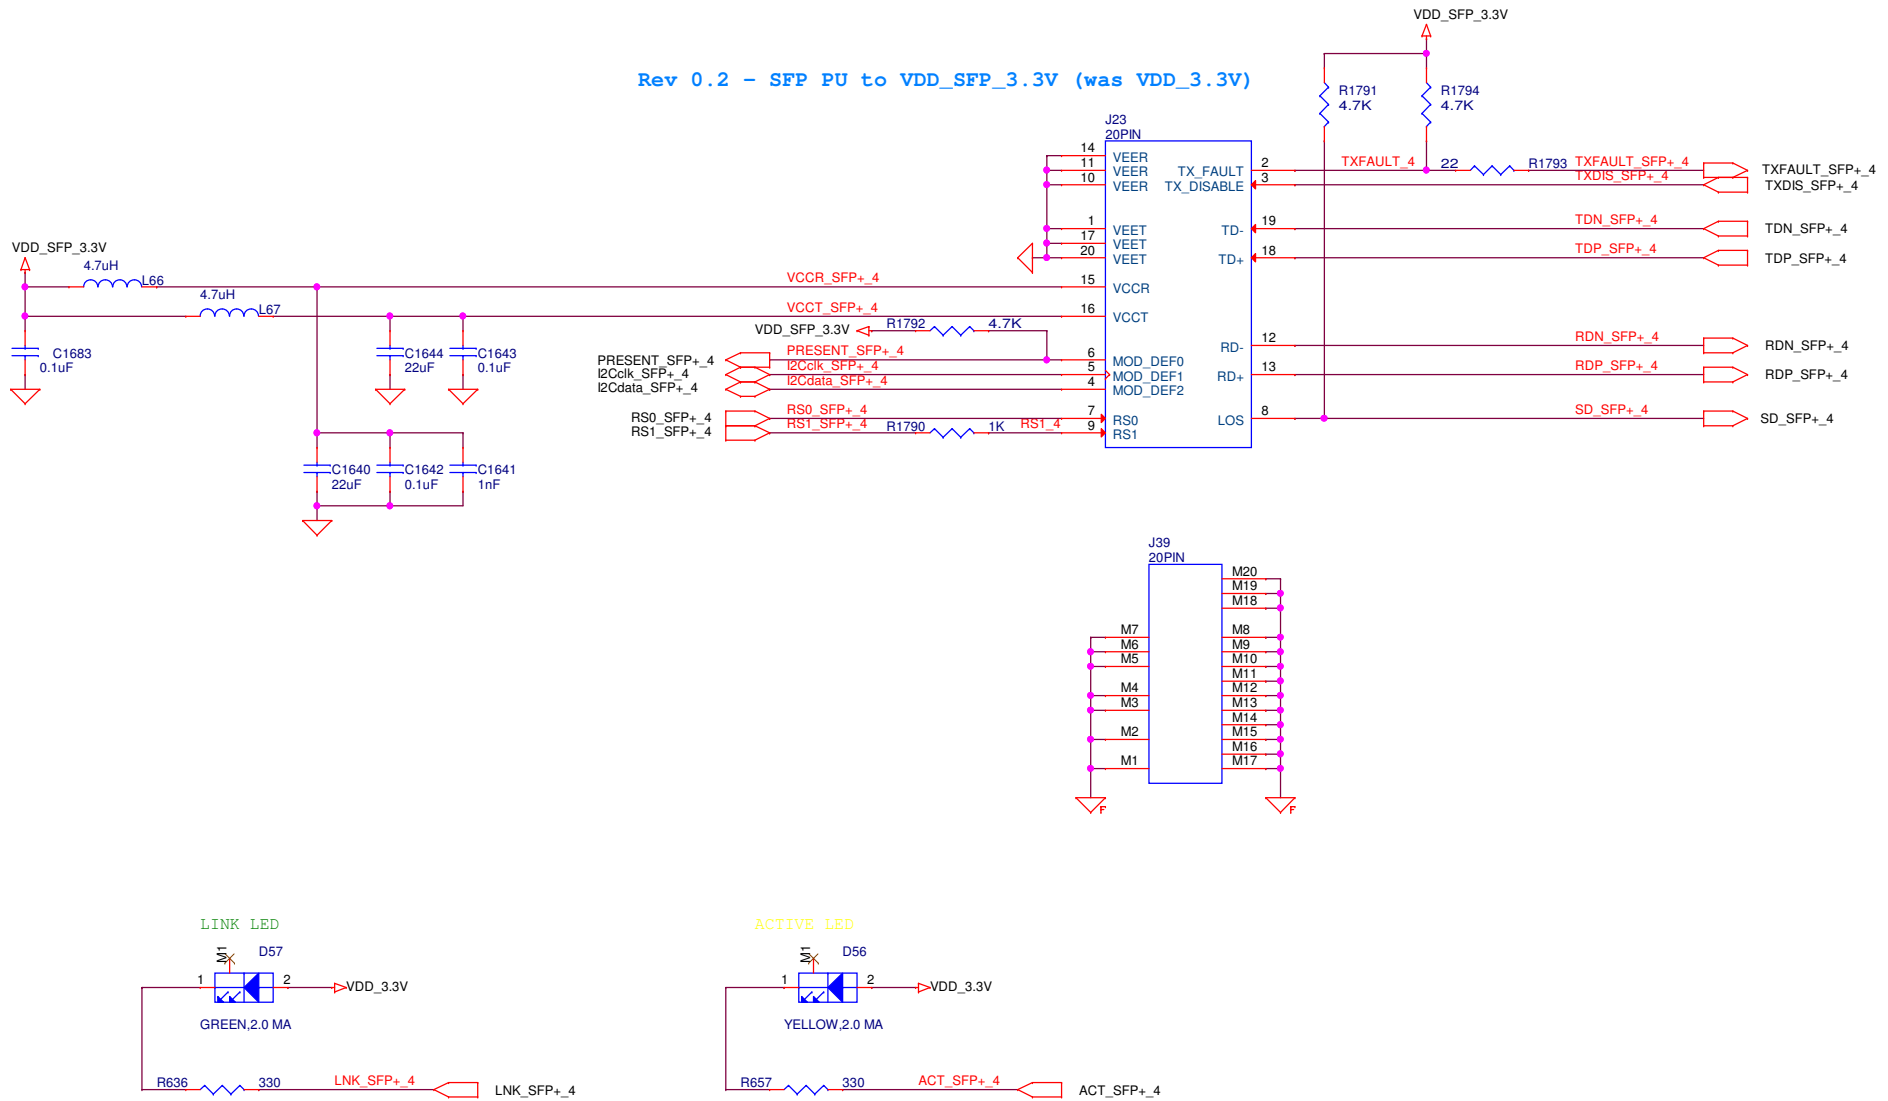 VDD_SFP_3.3V
Rev 0.2 - SFP PU to VDD_SFP_3.3V (was VDD_3.3V)
R1791
4.7K
R1794
4.7K
J23
20PIN
14
VEER
11
VEER
10
VEER
1
VEET
17
VEET
20
VEET
15
VCCR
16
VCCT
6
MOD_DEF0
5
MOD_DEF1
4
MOD_DEF2
7
RS0
9
RS1
TX_FAULT
2
TX_DISABLE
3
TD-
19
TD+
18
RD-
12
RD+
13
LOS
8
TXFAULT_4
22
R1793
TXFAULT_SFP+_4
TXFAULT_SFP+_4
TXDIS_SFP+_4
TXDIS_SFP+_4
TDN_SFP+_4
TDN_SFP+_4
TDP_SFP+_4
TDP_SFP+_4
RDN_SFP+_4
RDN_SFP+_4
RDP_SFP+_4
RDP_SFP+_4
SD_SFP+_4
SD_SFP+_4
VDD_SFP_3.3V
4.7uH
L66
4.7uH
L67
VCCR_SFP+_4
VCCT_SFP+_4
VDD_SFP_3.3V
R1792
4.7K
C1683
0.1uF
C1644
22uF
C1643
0.1uF
PRESENT_SFP+_4
PRESENT_SFP+_4
I2Cclk_SFP+_4
I2Cclk_SFP+_4
I2Cdata_SFP+_4
I2Cdata_SFP+_4
RS0_SFP+_4
RS0_SFP+_4
RS1_SFP+_4
RS1_SFP+_4
R1790
1K
RS1_4
C1640
22uF
C1642
0.1uF
C1641
1nF
J39
20PIN
M20
M19
M18
M7
M8
M6
M9
M5
M10
M11
M4
M12
M3
M13
M14
M2
M15
M16
M1
M17
F
F
LINK LED
M1
D57
1
2
VDD_3.3V
GREEN,2.0 MA
R636
330
LNK_SFP+_4
LNK_SFP+_4
ACTIVE LED
M1
D56
1
2
VDD_3.3V
YELLOW,2.0 MA
R657
330
ACT_SFP+_4
ACT_SFP+_4